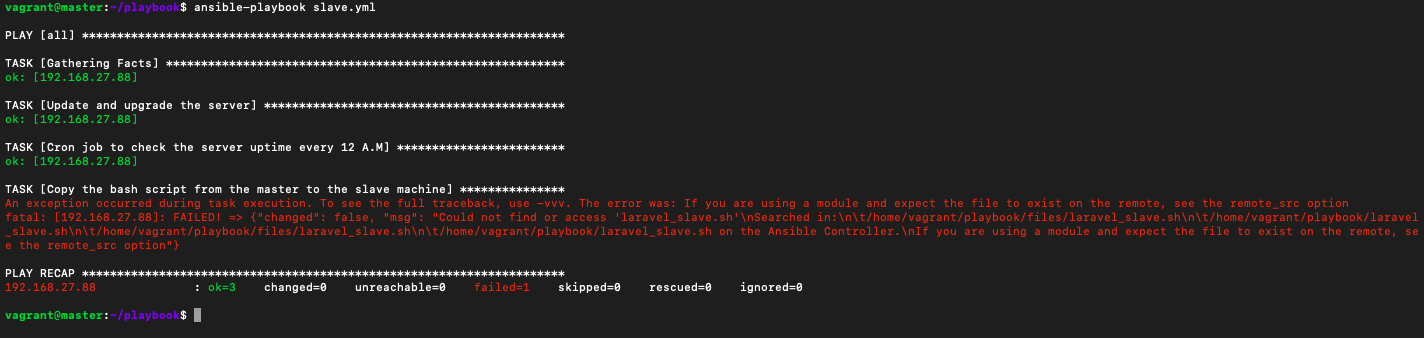 vagrant@master:~/playbook$ ansible-playbook slave.yml
PLAY [all] *********************************************************************
TASK [Gathering Facts] *********************************************************
ok: [192.168.27.88]
TASK [Update and upgrade the server] *******************************************
ok: [192.168.27.88]
TASK [Cron job to check the server uptime every 12 A.M] ************************
ok: [192.168.27.88]
TASK [Copy the bash script from the master to the slave machine] ***************
An exception occurred during task execution. To see the full traceback, use -vvv. The error was: If you are using a module and expect the file to exist on the remote, see the remote_src option
fatal: [192.168.27.88]: FAILED! => {"changed": false, "msg": "Could not find or access 'laravel_slave.sh'\nSearched in:\n\t/home/vagrant/playbook/files/laravel_slave.sh\n\t/home/vagrant/playbook/laravel
_slave.sh\n\t/home/vagrant/playbook/files/laravel_slave.sh\n\t/home/vagrant/playbook/laravel_slave.sh on the Ansible Controller.\nIf you are using a module and expect the file to exist on the remote, se
e the remote_src option"}
PLAY RECAP *********************************************************************
192.168.27.88 : ok=3 changed=0 unreachable=0 failed=1 skipped=0 rescued=0 ignored=0
vagrant@master:~/playbook$